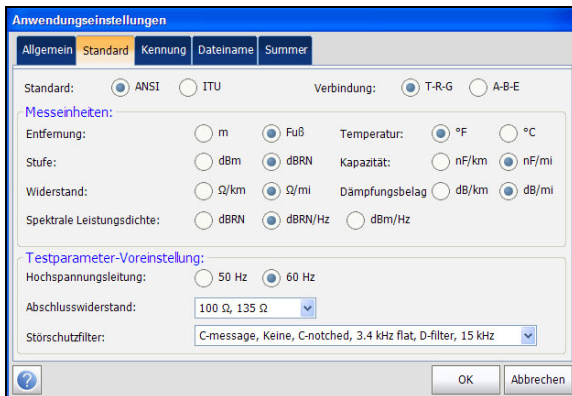 Anwendungseinstellungen
Allgemein Standard Kennung Dateiname Summer
Standard: ANSI ITU Verbindung: T-R-G A-B-E
Messeinheiten:
Entfernung: m Fuß Temperatur: °F °C
Stufe: dBm dBRN Kapazität: nF/km nF/mi
Widerstand: Ω/km Ω/mi Dämpfungsbelag dB/km dB/mi
Spektrale Leistungsdichte: dBRN dBRN/Hz dBm/Hz
Testparameter-Voreinstellung:
Hochspannungsleitung: 50 Hz 60 Hz
Abschlusswiderstand: 100 Ω, 135 Ω
Störschutzfilter: C-message, Keine, C-notched, 3.4 kHz flat, D-filter, 15 kHz
? OK Abbrechen